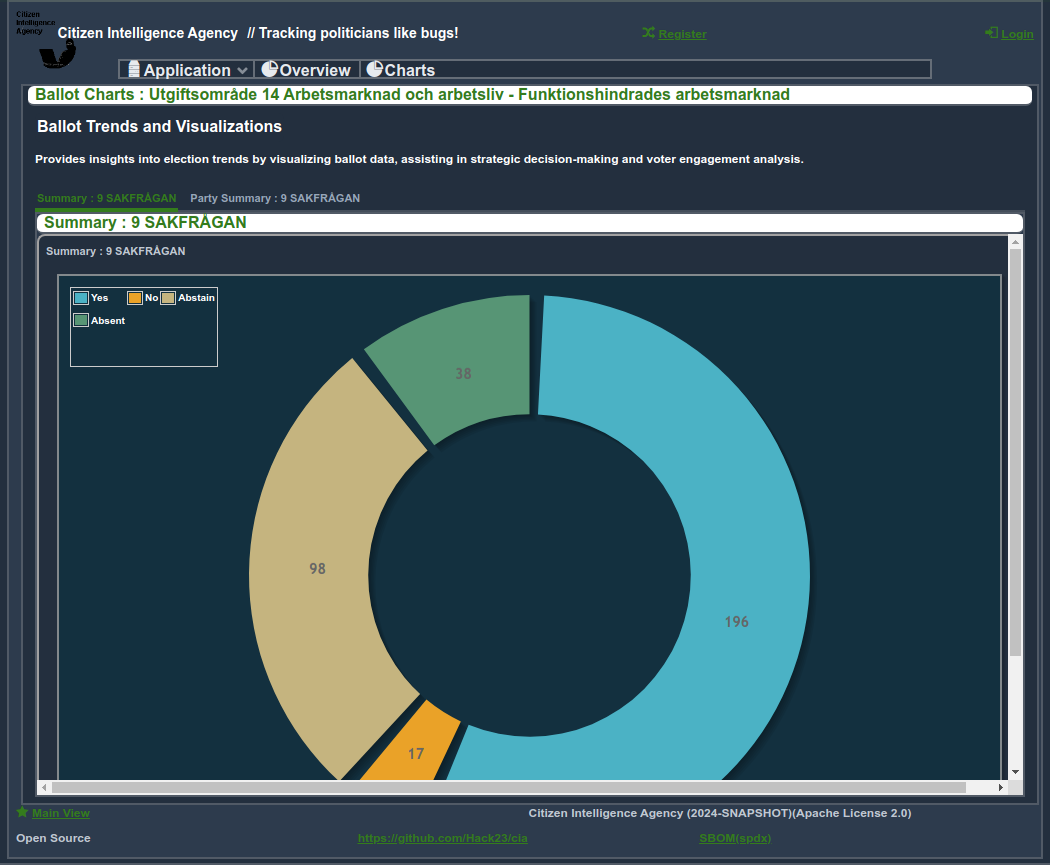 Citizen
Intelligence
Agency
Citizen Intelligence Agency // Tracking politicians like bugs!
Register
Login
Application
Overview
Charts
Ballot Charts : Utgiftsområde 14 Arbetsmarknad och arbetsliv - Funktionshindrades arbetsmarknad
Ballot Trends and Visualizations
Provides insights into election trends by visualizing ballot data, assisting in strategic decision-making and voter engagement analysis.
Summary : 9 SAKFRÅGAN
Party Summary : 9 SAKFRÅGAN
Summary : 9 SAKFRÅGAN
Summary : 9 SAKFRÅGAN
Yes
No
Abstain
Absent
38
98
196
17
Main View
Citizen Intelligence Agency (2024-SNAPSHOT)(Apache License 2.0)
Open Source
https://github.com/Hack23/cia
SBOM(spdx)